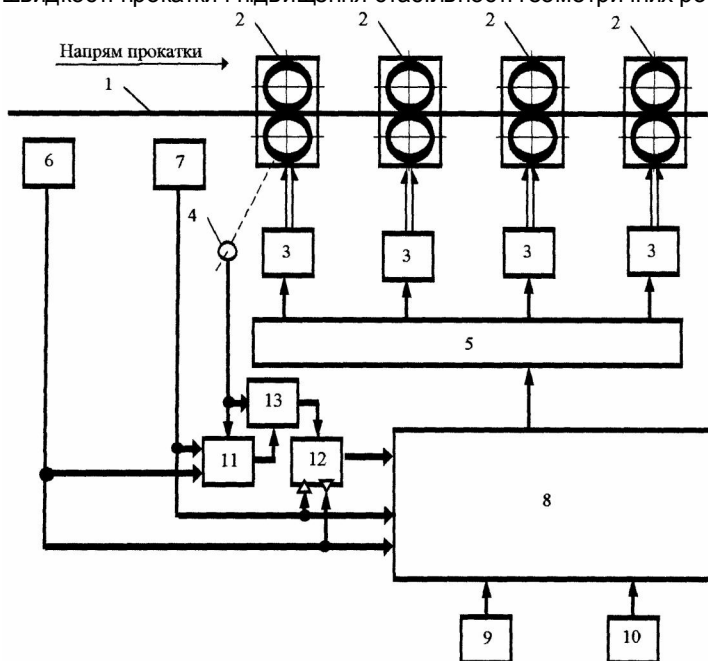 швидкості прокатки і підвищення стабільності геометричних
2 2 2 2
Напрям прокатки
1
6 7
4
3 3 3 3
5
13
11 12
8
9 10